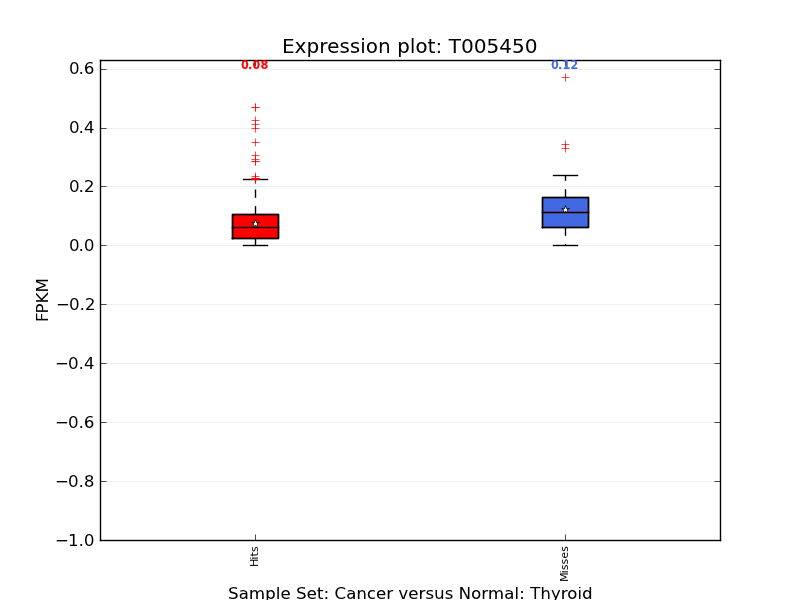 Expression plot: T005450
0.08
0.12
0.6
0.4
0.2
0.0
−0.2
−0.4
−0.6
−0.8
−1.0
FPKM
Hits
Misses
Sample Set: Cancer versus Normal: Thyroid